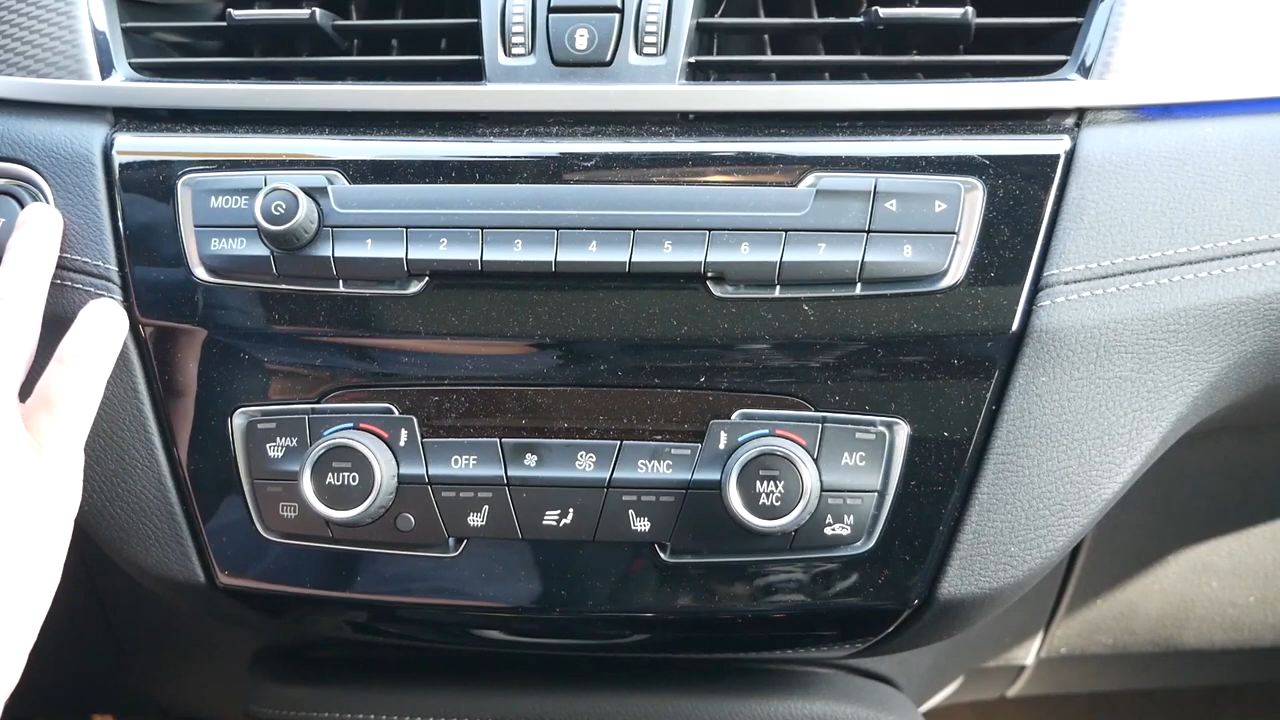 MODE
BAND 1 2 3 4 5 6 7 8
MAX
AUTO
OFF
SYNC
MAX
A/C
A/C
A M